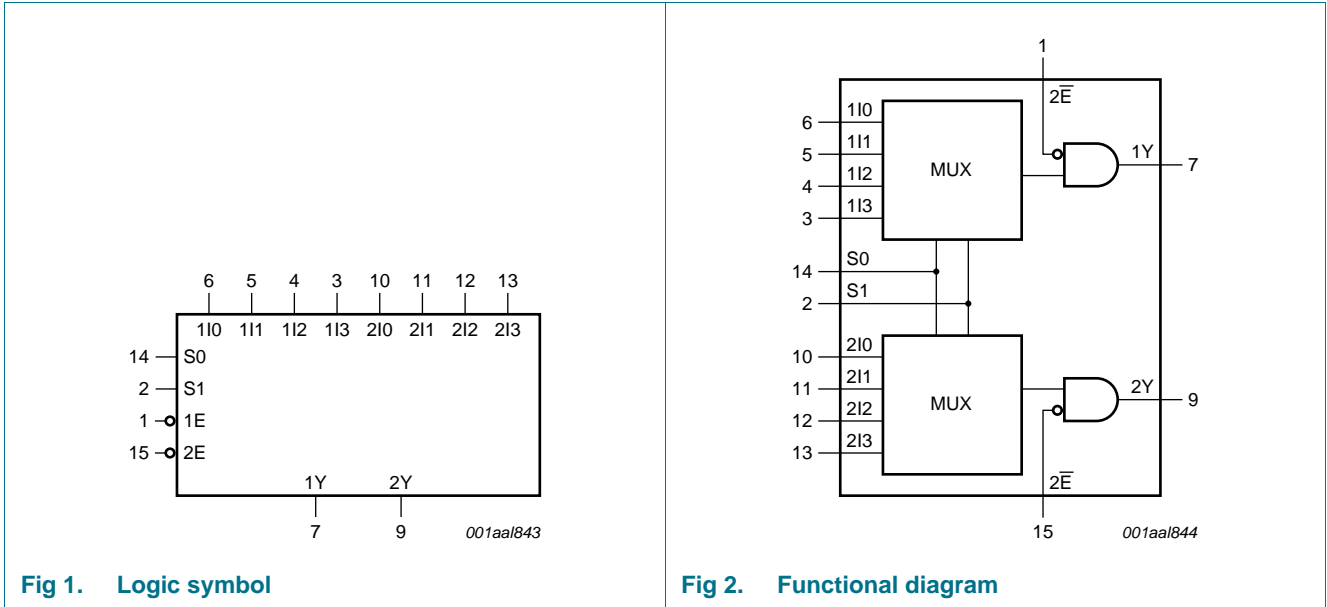 6 5 4 3 10 11 12 13
1I0 1I1 1I2 1I3 2I0 2I1 2I2 2I3
14 S0
2 S1
1 1E
15 2E
1Y 2Y
7 9
001aal843
Fig 1. Logic symbol
1
2E̅
6 1I0
5 1I1
4 1I2
3 1I3
MUX
1Y 7
14 S0
2 S1
10 2I0
11 2I1
12 2I2
13 2I3
MUX
2Y 9
2E̅
15
001aal844
Fig 2. Functional diagram